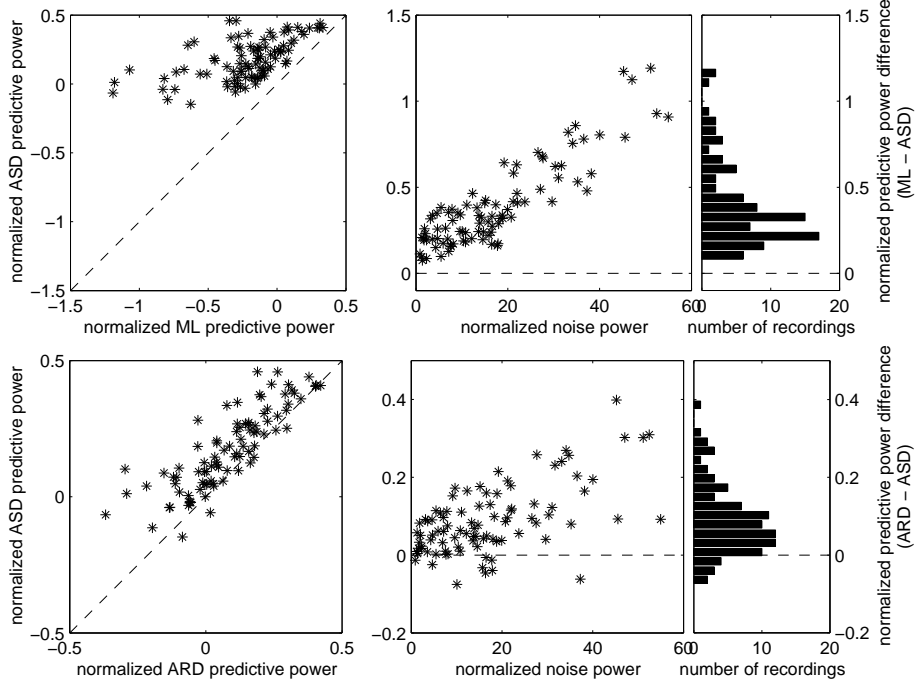 0.5
0
−0.5
−1
−1.5
−1.5 −1 −0.5 0 0.5
normalized ASD predictive power
normalized ML predictive power
1.5
1
0.5
0
0 20 40 60
normalized noise power
0 10 20
number of recordings
1.5
1
0.5
0
normalized predictive power difference
(ML − ASD)
0.5
0
−0.5
−0.5 0 0.5
normalized ASD predictive power
normalized ARD predictive power
0.4
0.2
0
−0.2
0 20 40 60
normalized noise power
0 10 20
number of recordings
0.4
0.2
0
−0.2
normalized predictive power difference
(ARD − ASD)